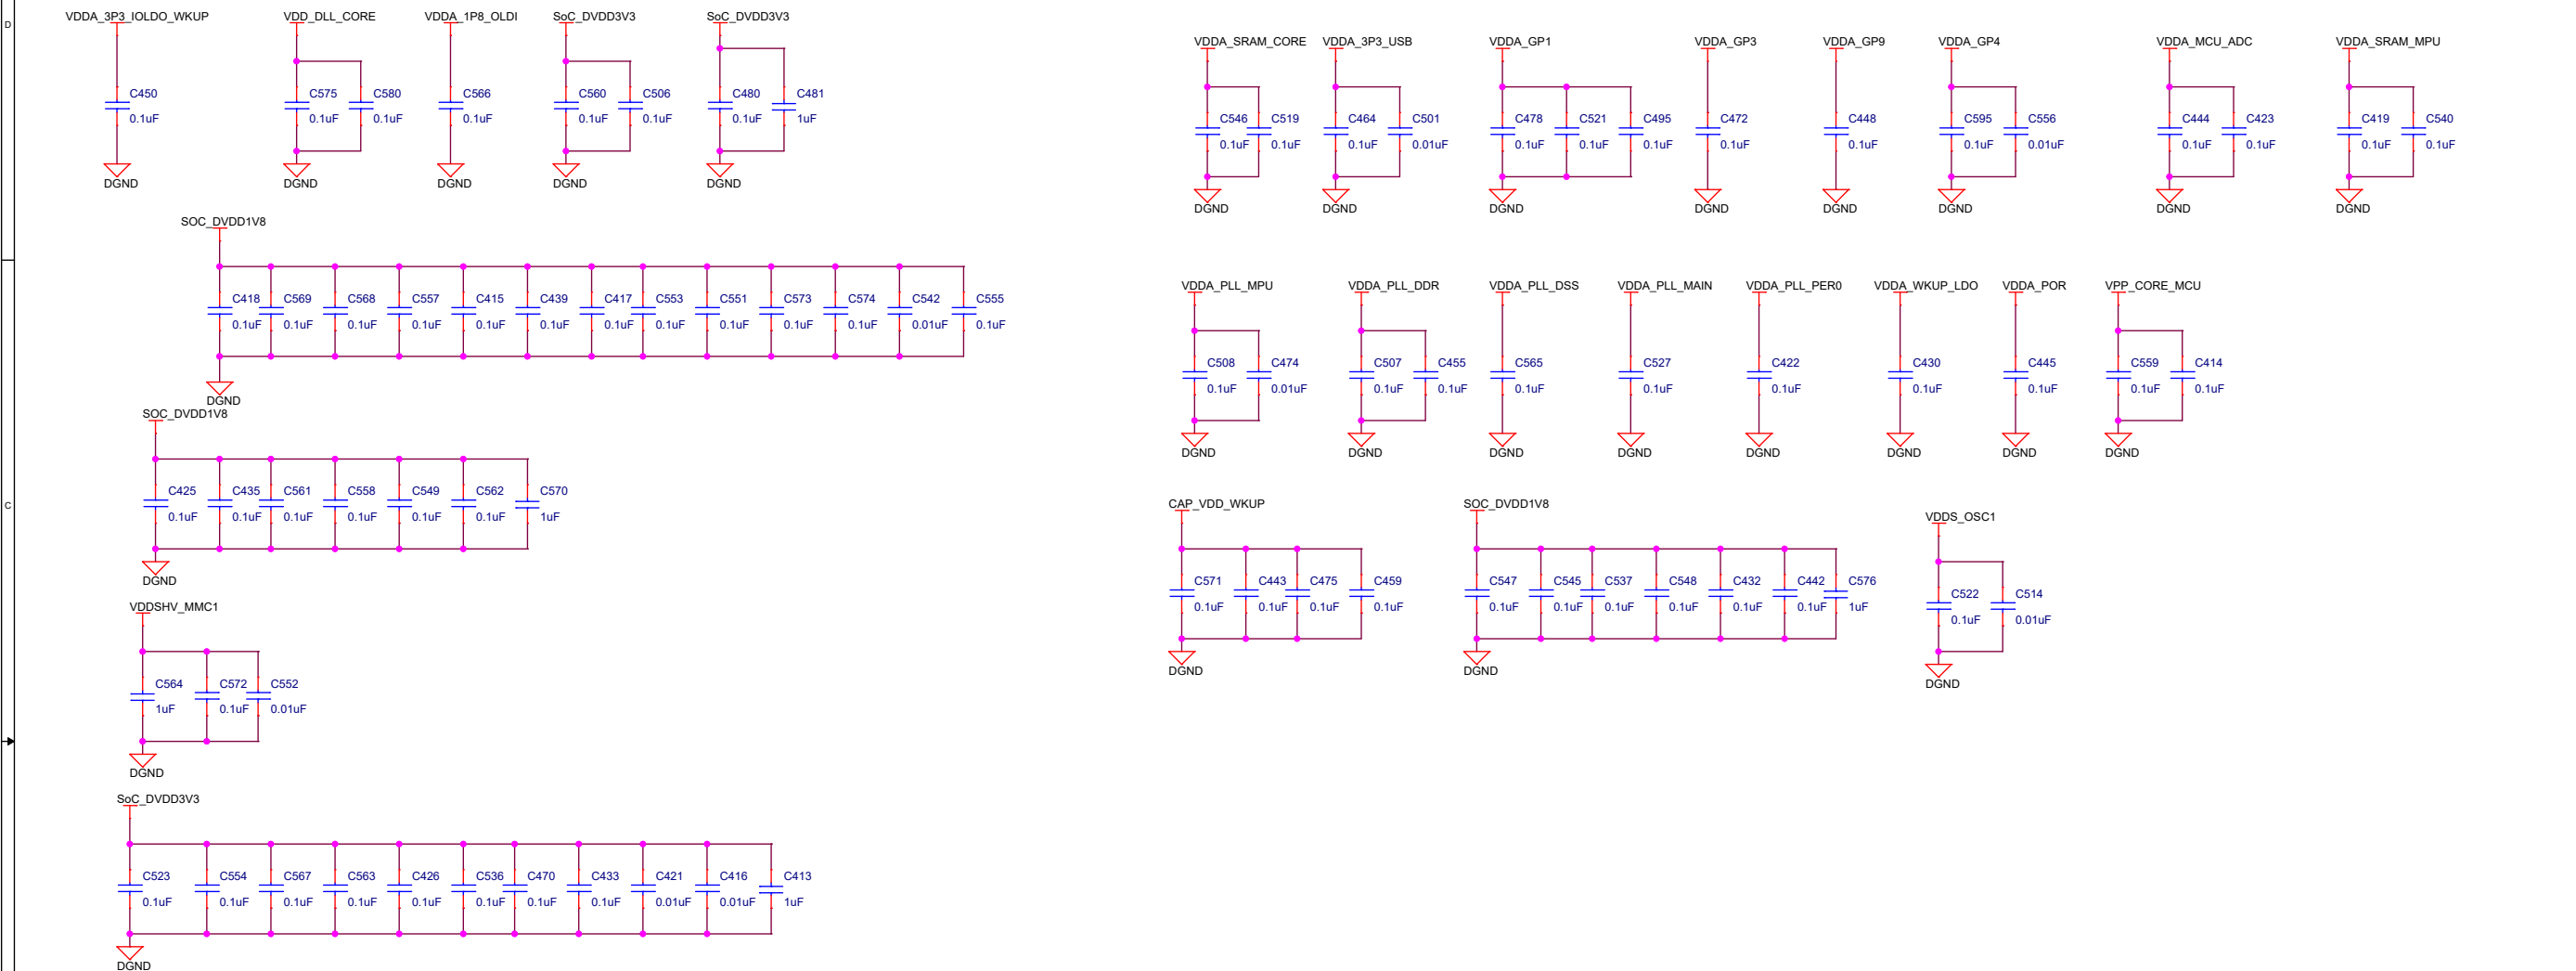 D
VDDA_3P3_IOLDO_WKUP VDD_DLL_CORE VDDA_1P8_OLDI SoC_DVDD3V3 SoC_DVDD3V3
C450 C575 C580 C566 C560 C506 C480 C481
0.1uF 0.1uF 0.1uF 0.1uF 0.1uF 0.1uF 0.1uF 1uF
DGND DGND DGND DGND DGND
VDDA_SRAM_CORE VDDA_3P3_USB VDDA_GP1 VDDA_GP3 VDDA_GP9 VDDA_GP4 VDDA_MCU_ADC VDDA_SRAM_MPU
C546 C519 C464 C501 C478 C521 C495 C472 C448 C595 C556 C444 C423 C419 C540
0.1uF 0.1uF 0.1uF 0.01uF 0.1uF 0.1uF 0.1uF 0.1uF 0.1uF 0.1uF 0.01uF 0.1uF 0.1uF 0.1uF 0.1uF
DGND DGND DGND DGND DGND DGND DGND DGND
SOC_DVDD1V8
C418 C569 C568 C557 C415 C439 C417 C553 C551 C573 C574 C542 C555
0.1uF 0.1uF 0.1uF 0.1uF 0.1uF 0.1uF 0.1uF 0.1uF 0.1uF 0.1uF 0.1uF 0.01uF 0.1uF
DGND
VDDA_PLL_MPU VDDA_PLL_DDR VDDA_PLL_DSS VDDA_PLL_MAIN VDDA_PLL_PER0 VDDA_WKUP_LDO VDDA_POR VPP_CORE_MCU
C508 C474 C507 C455 C565 C527 C422 C430 C445 C559 C414
0.1uF 0.01uF 0.1uF 0.1uF 0.1uF 0.1uF 0.1uF 0.1uF 0.1uF 0.1uF 0.1uF
DGND DGND DGND DGND DGND DGND DGND DGND
SOC_DVDD1V8
C
C425 C435 C561 C558 C549 C562 C570
0.1uF 0.1uF 0.1uF 0.1uF 0.1uF 0.1uF 1uF
DGND
CAP_VDD_WKUP SOC_DVDD1V8 VDDS_OSC1
C571 C443 C475 C459 C547 C545 C537 C548 C432 C442 C576 C522 C514
0.1uF 0.1uF 0.1uF 0.1uF 0.1uF 0.1uF 0.1uF 0.1uF 0.1uF 0.1uF 1uF 0.1uF 0.01uF
DGND DGND DGND
VDDSHV_MMC1
C564 C572 C552
1uF 0.1uF 0.01uF
DGND
SoC_DVDD3V3
C523 C554 C567 C563 C426 C536 C470 C433 C421 C416 C413
0.1uF 0.1uF 0.1uF 0.1uF 0.1uF 0.1uF 0.1uF 0.1uF 0.01uF 0.01uF 1uF
DGND